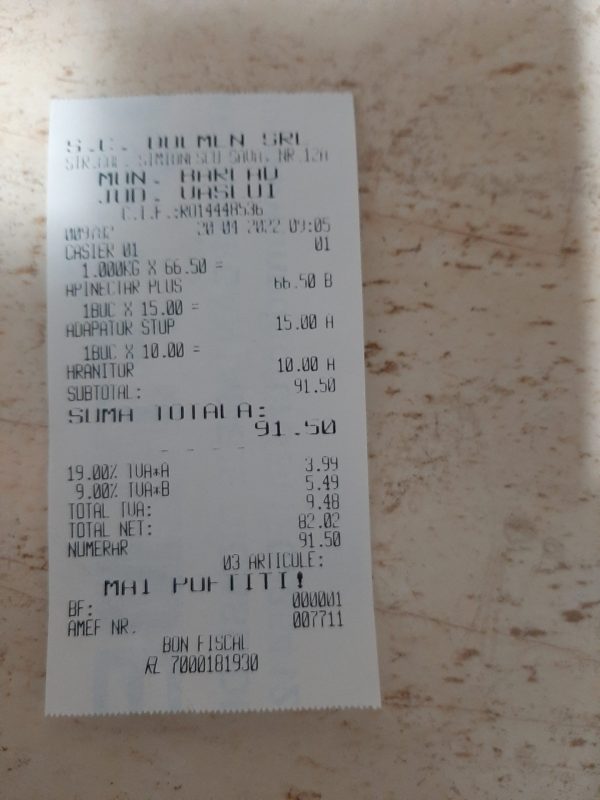 S.C. DOLMEN SRL
STR.GAL. SIMIONESCU SAVA, NR.12A
MUN. BARLAD
JUD. VASLUI
C.I.F.:RO14448536
20-04-2022 09:05
CASIER 01 01
1.000KG X 66.50 =
APINECTAR PLUS 66.50 B
1BUC X 15.00 =
ADAPATOR STUP 15.00 A
1BUC X 10.00 =
HRANITOR 10.00 A
SUBTOTAL: 91.50
SUMA TOTALA:
91.50
- - - -
19.00% TVA*A 3.99
9.00% TVA*B 5.49
TOTAL TVA: 9.48
TOTAL NET: 82.02
NUMERAR 91.50
03 ARTICOLE:
MAI POFTITI!
BF: 000001
AMEF NR. 007711
BON FISCAL
7000181930